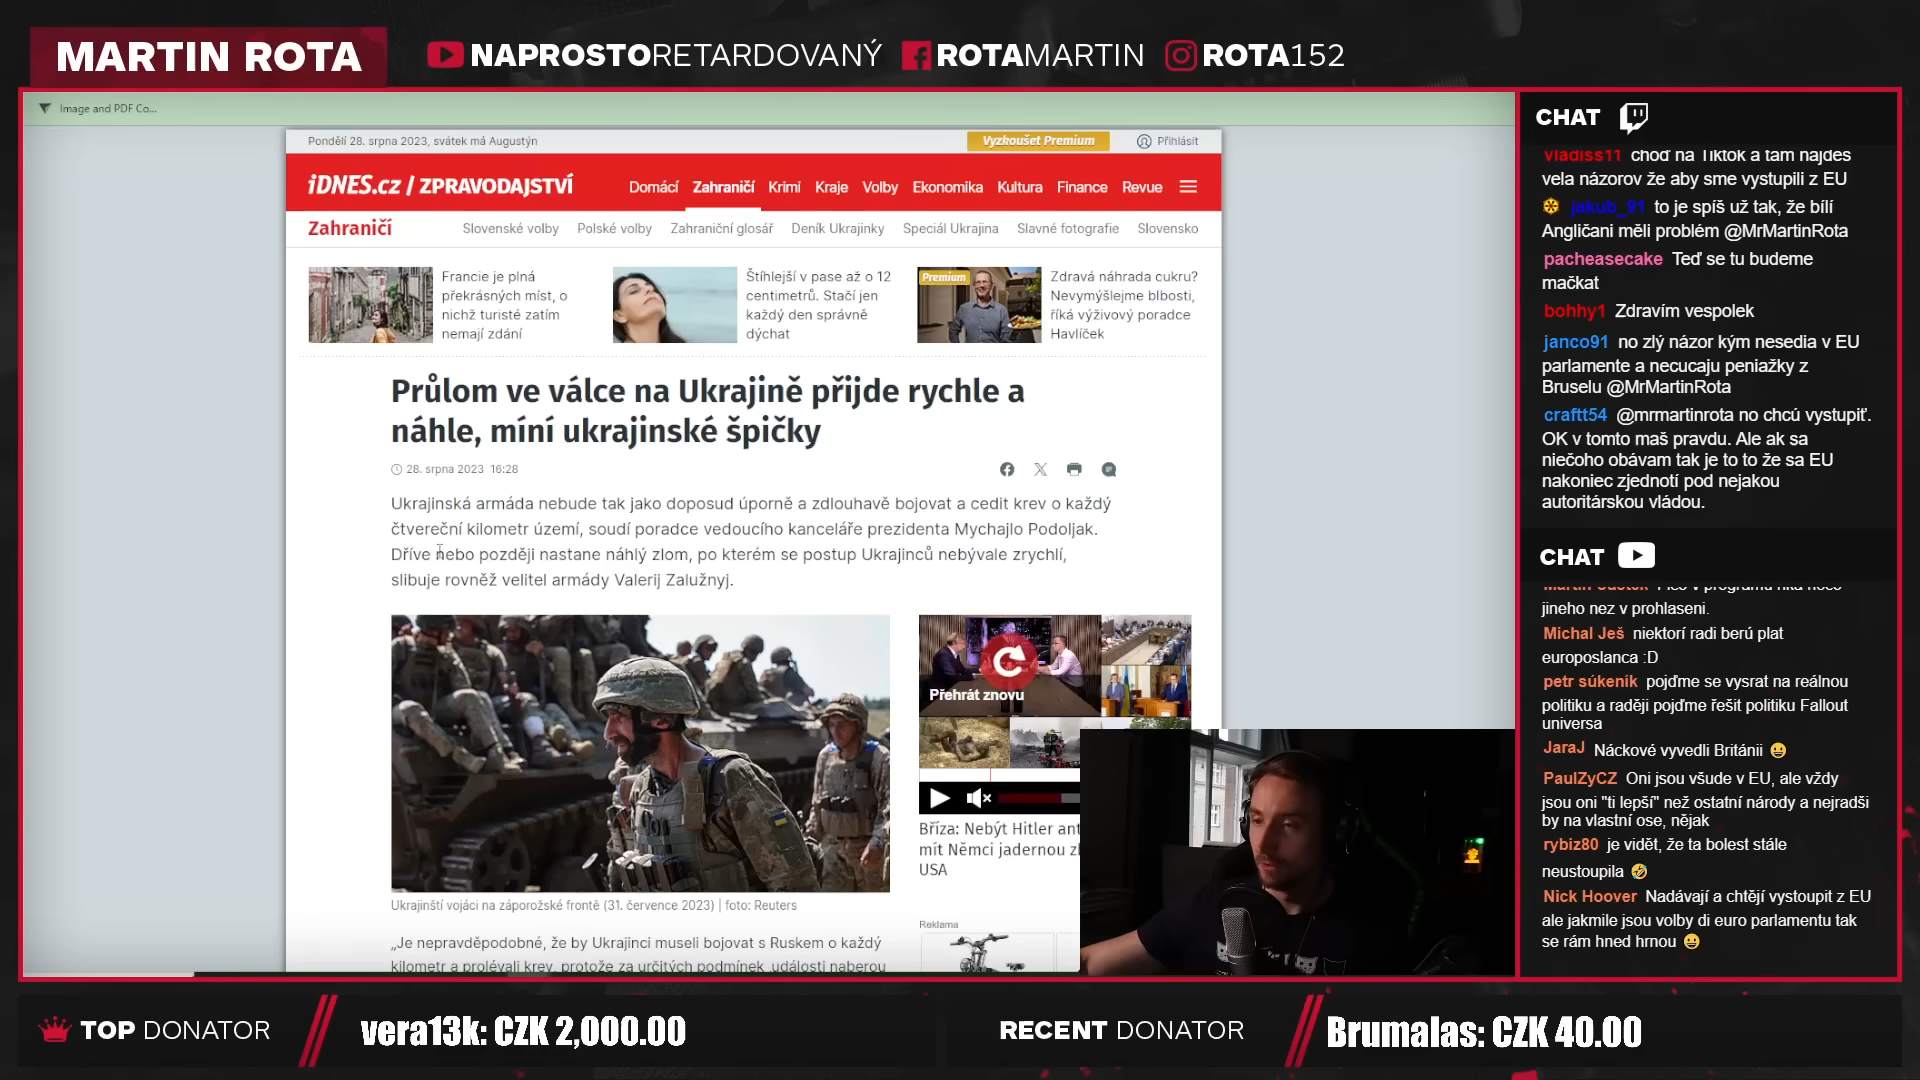 MARTIN ROTA
NAPROSTORETARDOVANÝ
ROTAMARTIN
ROTA152
Image and PDF Co...
Pondělí 28. srpna 2023, svátek má Augustýn
Vyzkoušet Premium
Přihlásit
iDNES.cz / ZPRAVODAJSTVÍ
Domácí Zahraničí Krimi Kraje Volby Ekonomika Kultura Finance Revue
Zahraničí
Slovenské volby Polské volby Zahraniční glosář Deník Ukrajinky Speciál Ukrajina Slavné fotografie Slovensko
Francie je plná
překrásných míst, o
nichž turisté zatím
nemají zdání
Štíhlejší v pase až o 12
centimetrů. Stačí jen
každý den správně
dýchat
Premium
Zdravá náhrada cukru?
Nevymýšlejme blbosti,
říká výživový poradce
Havlíček
Průlom ve válce na Ukrajině přijde rychle a
náhle, míní ukrajinské špičky
28. srpna 2023 16:28
Ukrajinská armáda nebude tak jako doposud úporně a zdlouhavě bojovat a cedit krev o každý
čtvereční kilometr území, soudí poradce vedoucího kanceláře prezidenta Mychajlo Podoljak.
Dříve nebo později nastane náhlý zlom, po kterém se postup Ukrajinců nebývale zrychlí,
slibuje rovněž velitel armády Valerij Zalužnyj.
Přehrát znovu
Bříza: Nebýt Hitler ant
mít Němci jadernou
USA
Reklama
Ukrajinští vojáci na záporožské frontě (31. července 2023) | foto: Reuters
„Je nepravděpodobné, že by Ukrajinci museli bojovat s Ruskem o každý
kilometr a prolévali krev, protože za určitých podmínek události naberou
CHAT
vladiss11 choď na Tiktok a tam najdes
vela názorov že aby sme vystupili z EU
jakub_91 to je spíš už tak, že bílí
Angličani měli problém @MrMartinRota
pacheasecake Teď se tu budeme
mačkat
bohhy1 Zdravím vespolek
janco91 no zlý názor kým nesedia v EU
parlamente a necucaju peniažky z
Bruselu @MrMartinRota
craftt54 @mrmartinrota no chcú vystupiť.
OK v tomto maš pravdu. Ale ak sa
niečoho obávam tak je to to že sa EU
nakoniec zjednotí pod nejakou
autoritárskou vládou.
CHAT
jineho nez v prohlaseni.
Michal Ješ niektorí radi berú plat
europoslanca :D
petr súkeník pojďme se vysrat na reálnou
politiku a raději pojďme řešit politiku Fallout
universa
JaraJ Náckové vyvedli Británii 😀
PaulZyCZ Oni jsou všude v EU, ale vždy
jsou oni "ti lepší" než ostatní národy a nejradši
by na vlastní ose, nějak
rybiz80 je vidět, že ta bolest stále
neustoupila 🤣
Nick Hoover Nadávají a chtějí vystoupit z EU
ale jakmile jsou volby di euro parlamentu tak
se rám hned hrnou 😀
TOP DONATOR
vera13k: CZK 2,000.00
RECENT DONATOR
Brumalas: CZK 40.00